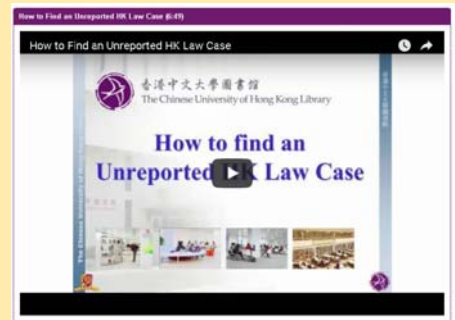 How to Find an Unreported HK Law Case (6:49)
How to Find an Unreported HK Law Case
香港中文大學圖書館
The Chinese University of Hong Kong Library
How to find an
Unreported HK Law Case
The Chinese University of Hong Kong Library